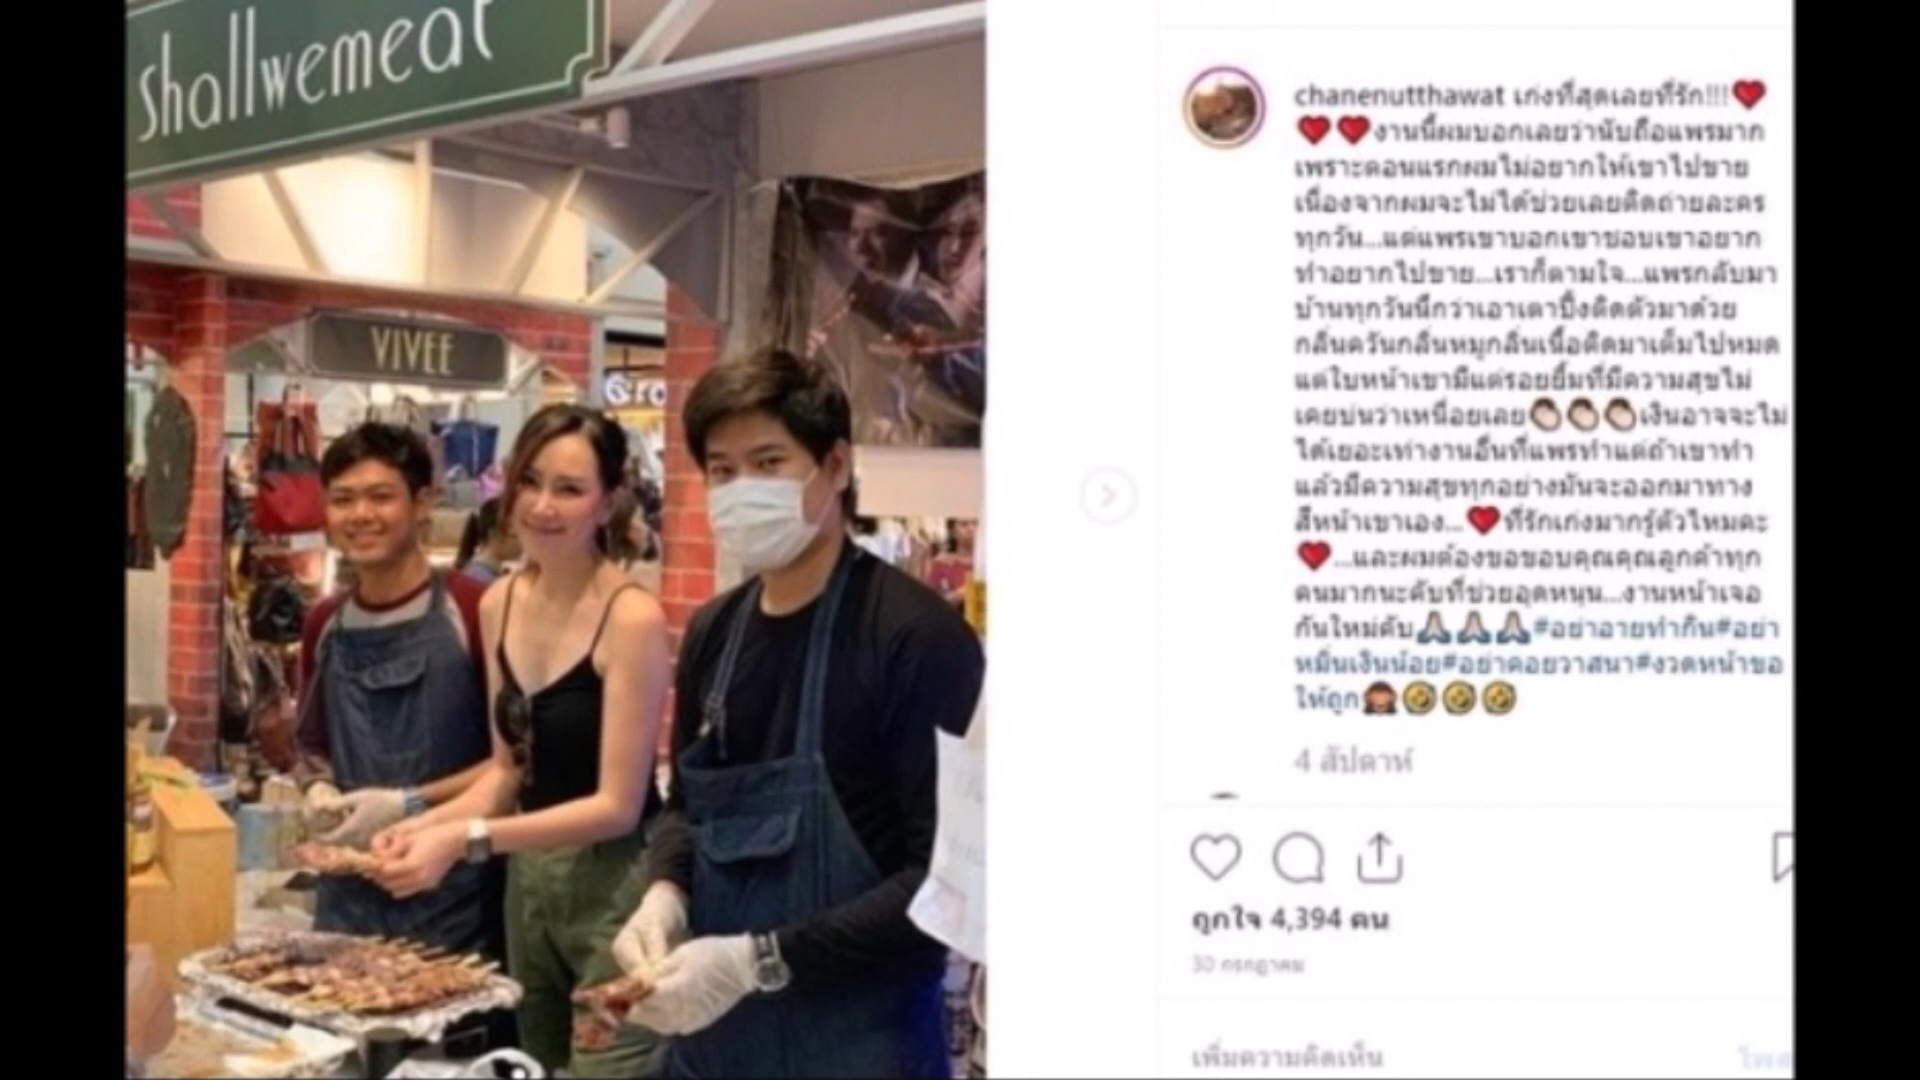 Shallwemeat
VIVEE
Gro
chanenutthawat เก่งที่สุดเลยที่รัก!!!❤️
❤️❤️งานนี้ผมบอกเลยว่านับถือแพรมาก
เพราะตอนแรกผมไม่อยากให้เขาไปขาย
เนื่องจากผมจะไม่ได้ช่วยเลยติดถ่ายละคร
ทุกวัน...แต่แพรเขาบอกเขาชอบเขาอยาก
ทำอยากไปขาย...เราก็ตามใจ...แพรกลับมา
บ้านทุกวันนึกว่าเอาเตาปิ้งติดตัวมาด้วย
กลิ่นควันกลิ่นหมูกลิ่นเนื้อติดมาเต็มไปหมด
แต่ใบหน้าเขามีแต่รอยยิ้มที่มีความสุขไม่
เคยบ่นว่าเหนื่อยเลย👏🏻👏🏻👏🏻เงินอาจจะไม่
ได้เยอะเท่างานอื่นที่แพรทำแต่ถ้าเขาทำ
แล้วมีความสุขทุกอย่างมันจะออกมาทาง
สีหน้าเขาเอง...❤️ที่รักเก่งมากรู้ตัวไหมคะ
❤️...และผมต้องขอขอบคุณคุณลูกค้าทุก
คนมากนะคับที่ช่วยอุดหนุน...งานหน้าเจอ
กันใหม่คับ🙏🏻🙏🏻🙏🏻#อย่าอายทำกิน#อย่า
หมิ่นเงินน้อย#อย่าคอยวาสนา#งวดหน้าขอ
ให้ถูก🙈🤣🤣🤣
4 สัปดาห์
ถูกใจ 4,394 คน
30 กรกฎาคม
เพิ่มความคิดเห็น
โพส